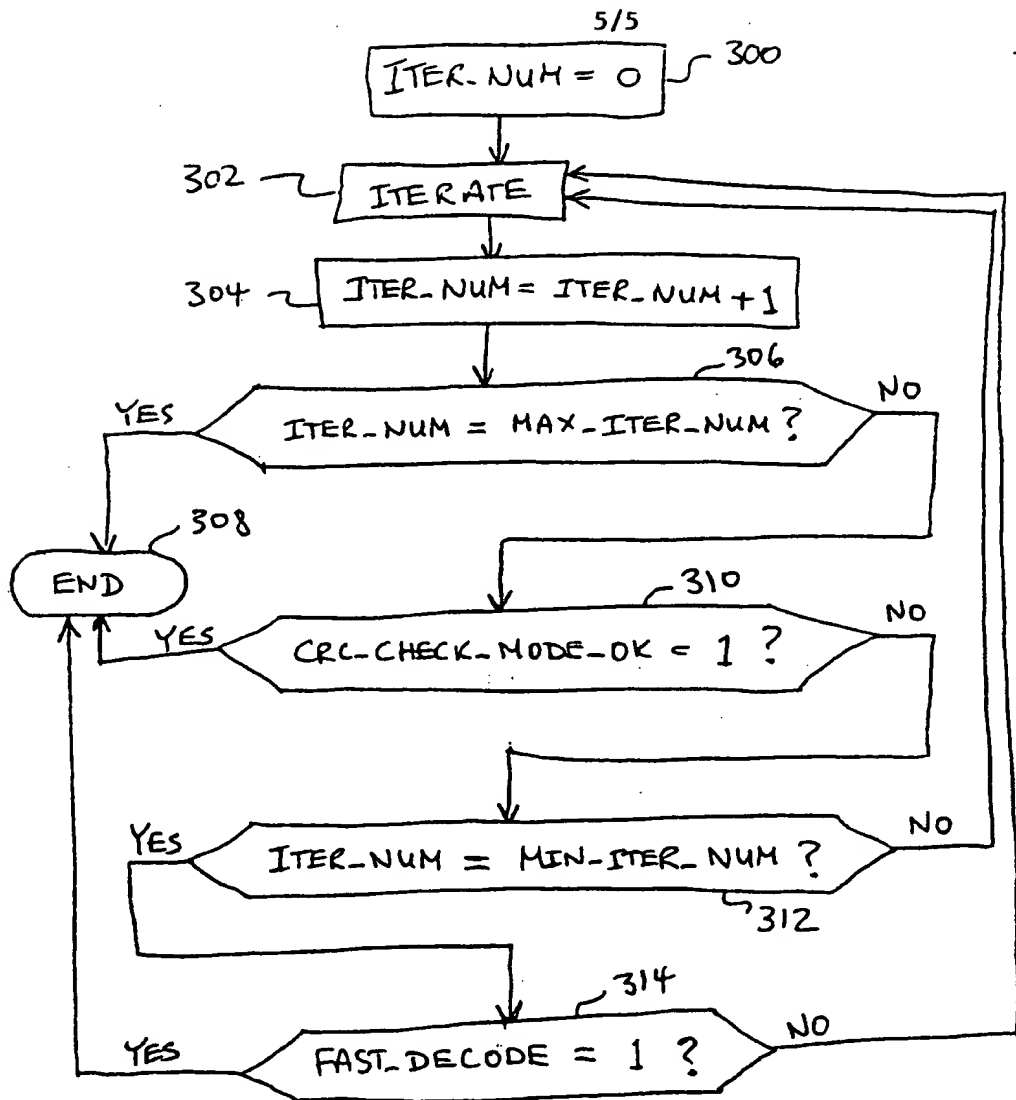 5/5
ITER_NUM = 0
300
302
ITERATE
304
ITER_NUM = ITER_NUM + 1
306
YES
ITER_NUM = MAX_ITER_NUM ?
NO
308
END
310
YES
CRC_CHECK_MODE_OK = 1 ?
NO
YES
ITER_NUM = MIN_ITER_NUM ?
NO
312
314
YES
FAST_DECODE = 1 ?
NO